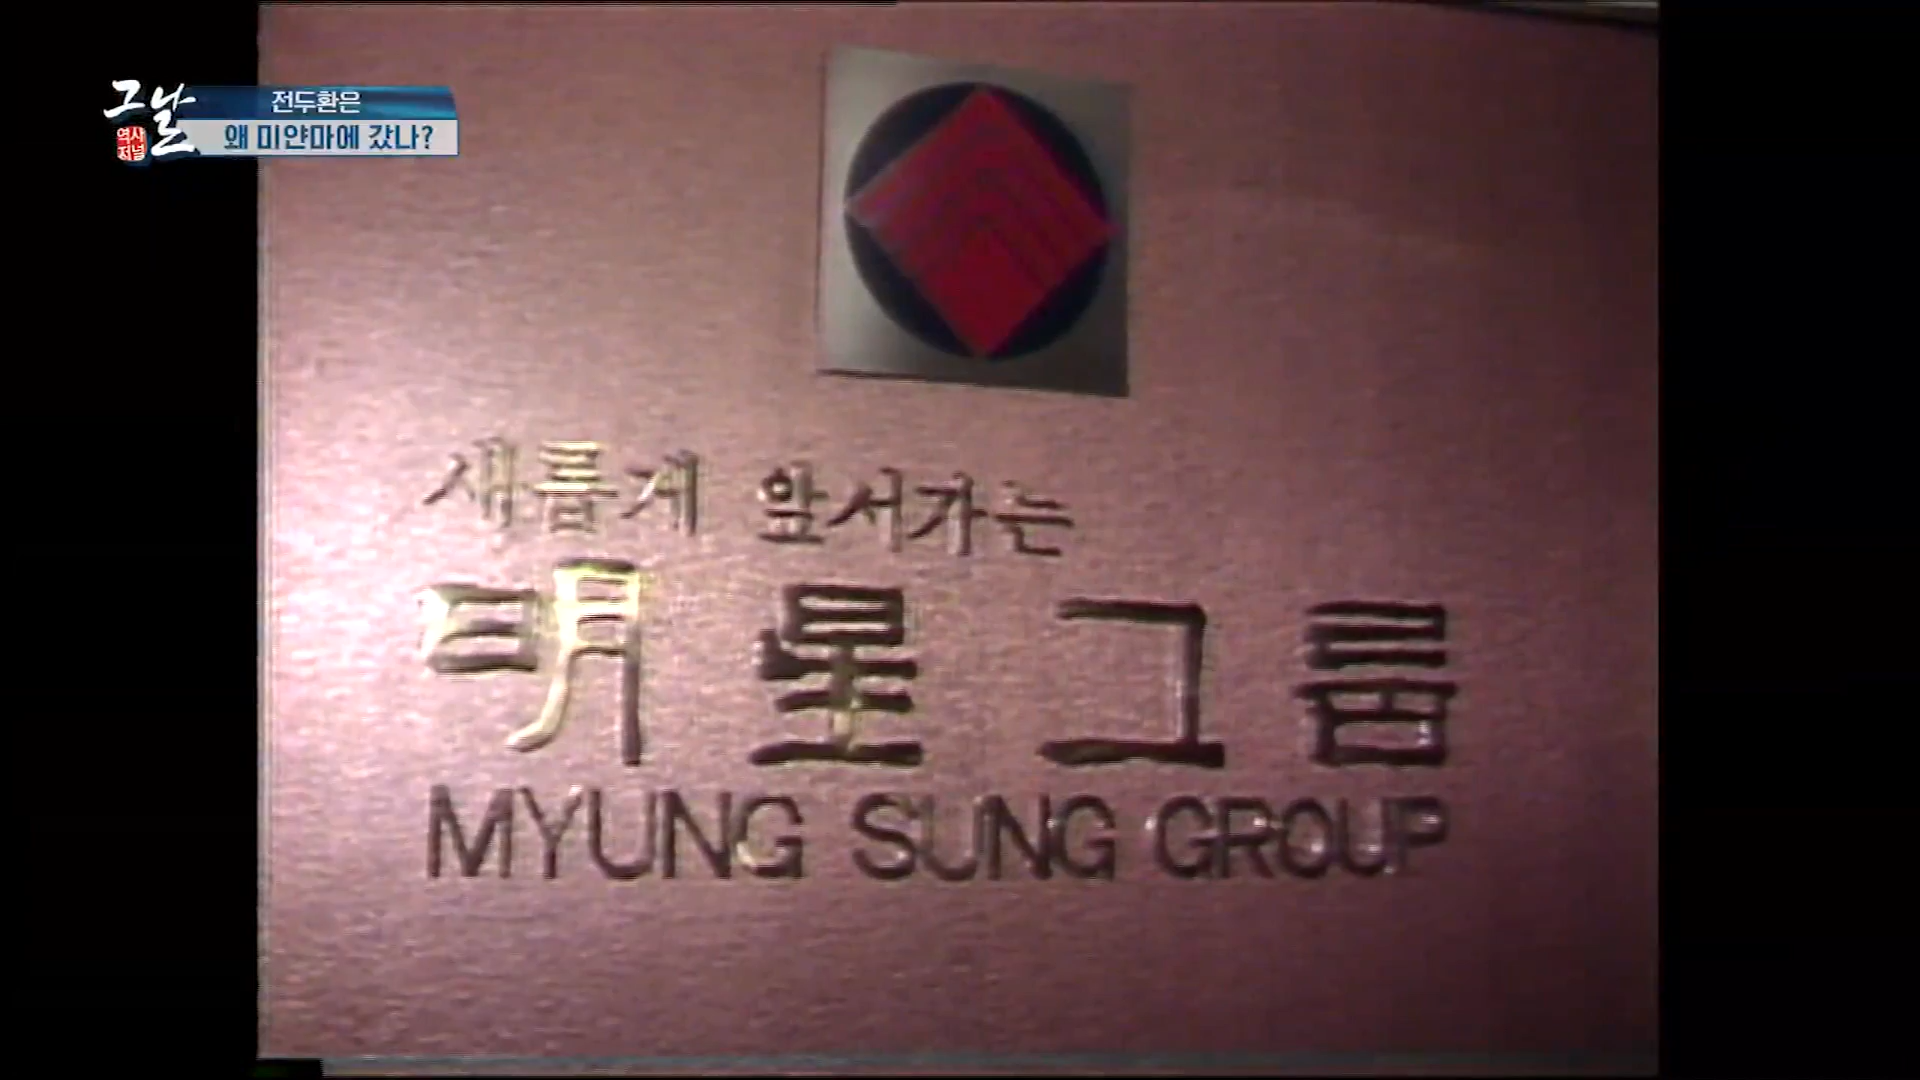 그날
역사
저널
전두환은
왜 미얀마에 갔나?
새롭게 앞서가는
明星그룹
MYUNG SUNG GROUP